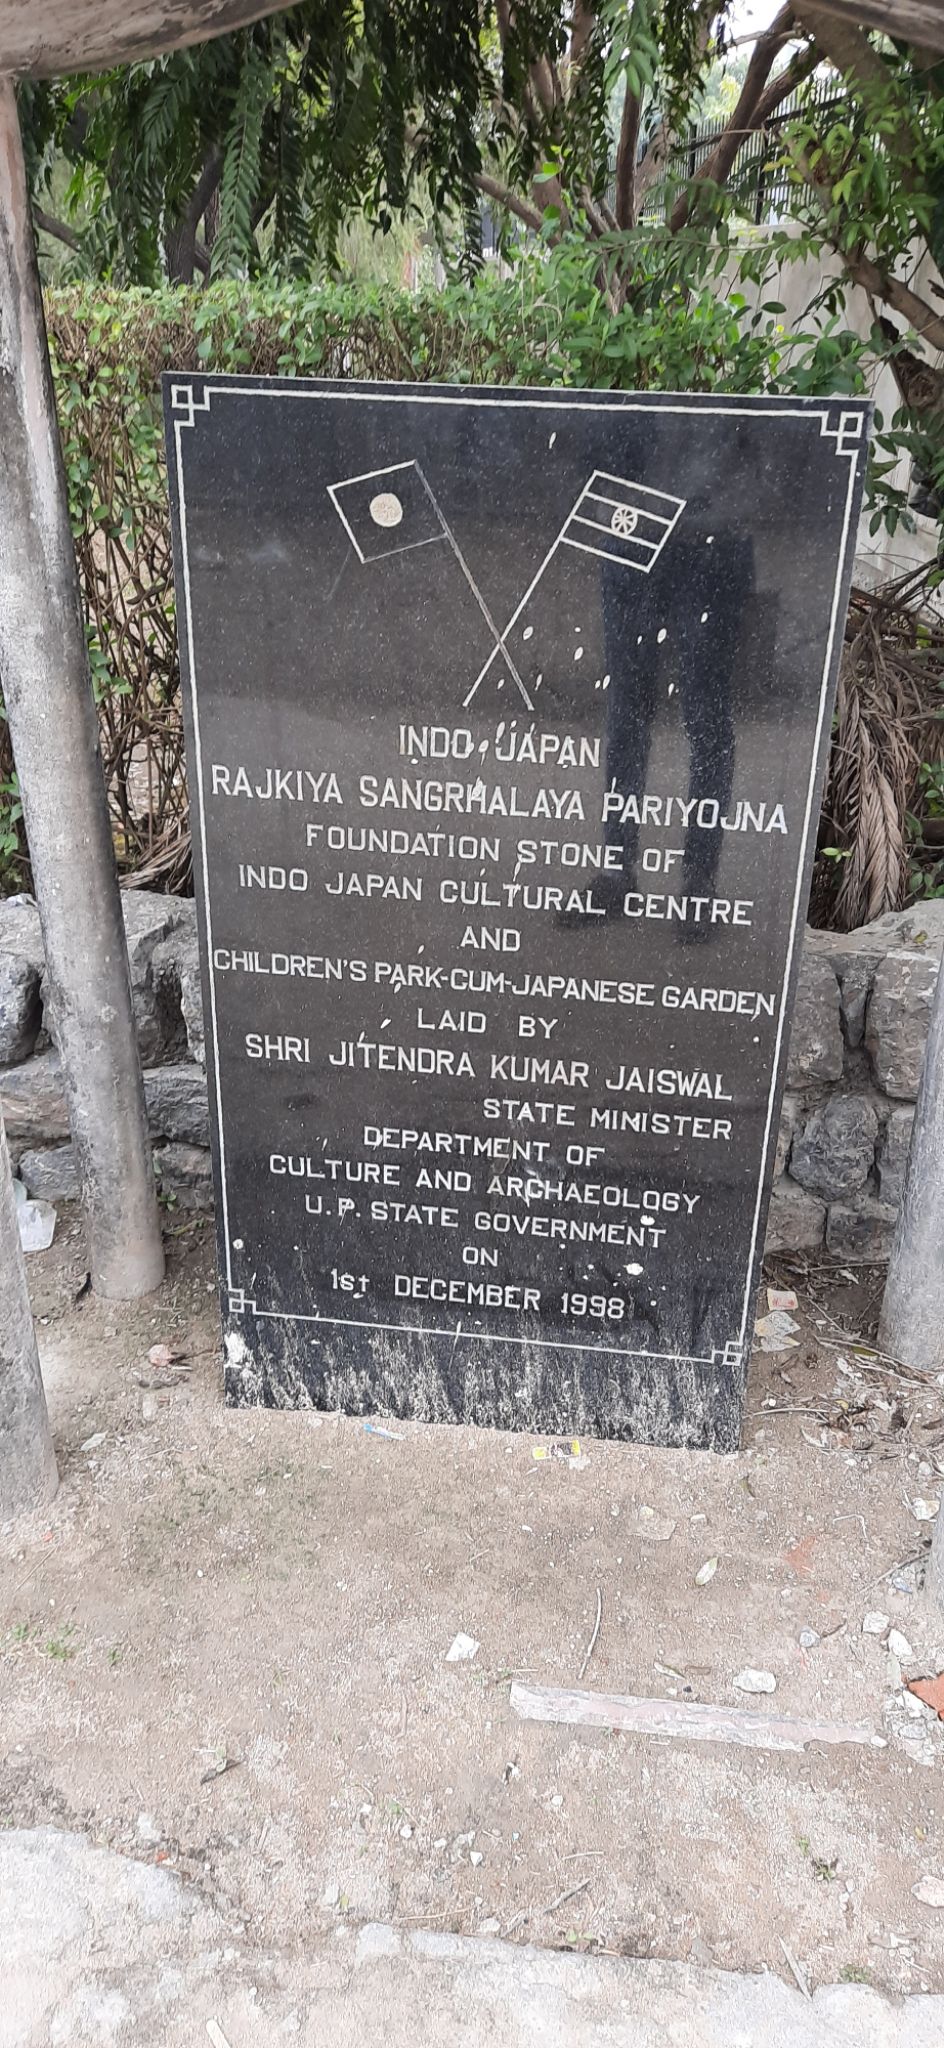 INDO JAPAN
RAJKIYA SANGRHALAYA PARIYOJNA
FOUNDATION STONE OF
INDO JAPAN CULTURAL CENTRE
AND
CHILDREN'S PARK-CUM-JAPANESE GARDEN
LAID BY
SHRI JITENDRA KUMAR JAISWAL
STATE MINISTER
DEPARTMENT OF
CULTURE AND ARCHAEOLOGY
U.P. STATE GOVERNMENT
ON
1st DECEMBER 1998